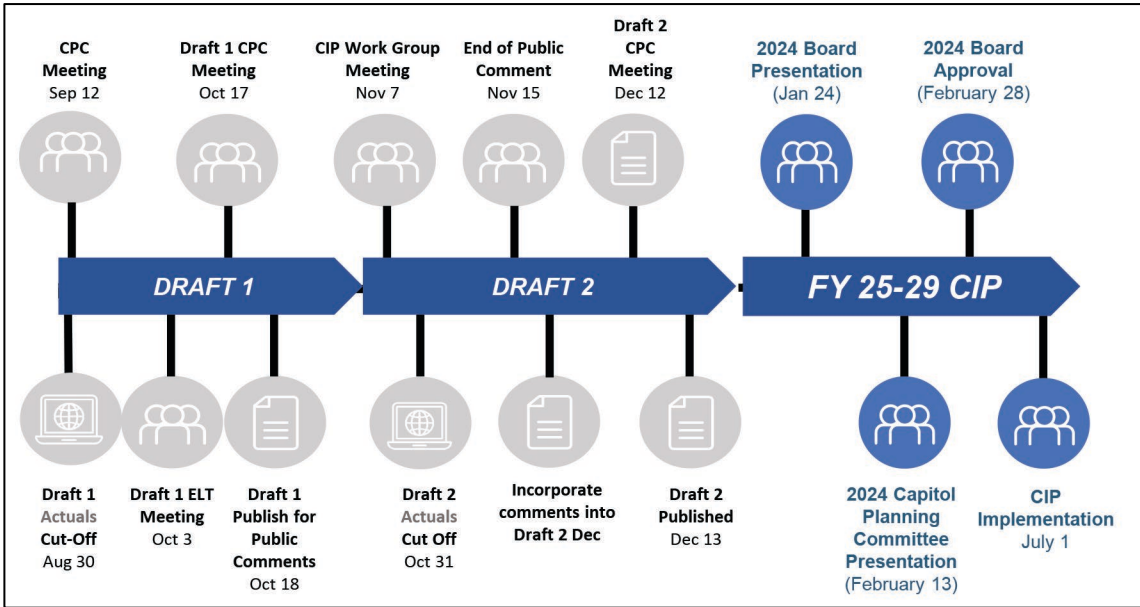 CPC
Meeting
Sep 12
Draft 1 CPC
Meeting
Oct 17
CIP Work Group
Meeting
Nov 7
End of Public
Comment
Nov 15
Draft 2
CPC
Meeting
Dec 12
2024 Board
Presentation
(Jan 24)
2024 Board
Approval
(February 28)
DRAFT 1
DRAFT 2
FY 25-29 CIP
Draft 1
Actuals
Cut-Off
Aug 30
Draft 1 ELT
Meeting
Oct 3
Draft 1
Publish for
Public
Comments
Oct 18
Draft 2
Actuals
Cut Off
Oct 31
Incorporate
comments into
Draft 2 Dec
Draft 2
Published
Dec 13
2024 Capitol
Planning
Committee
Presentation
(February 13)
CIP
Implementation
July 1